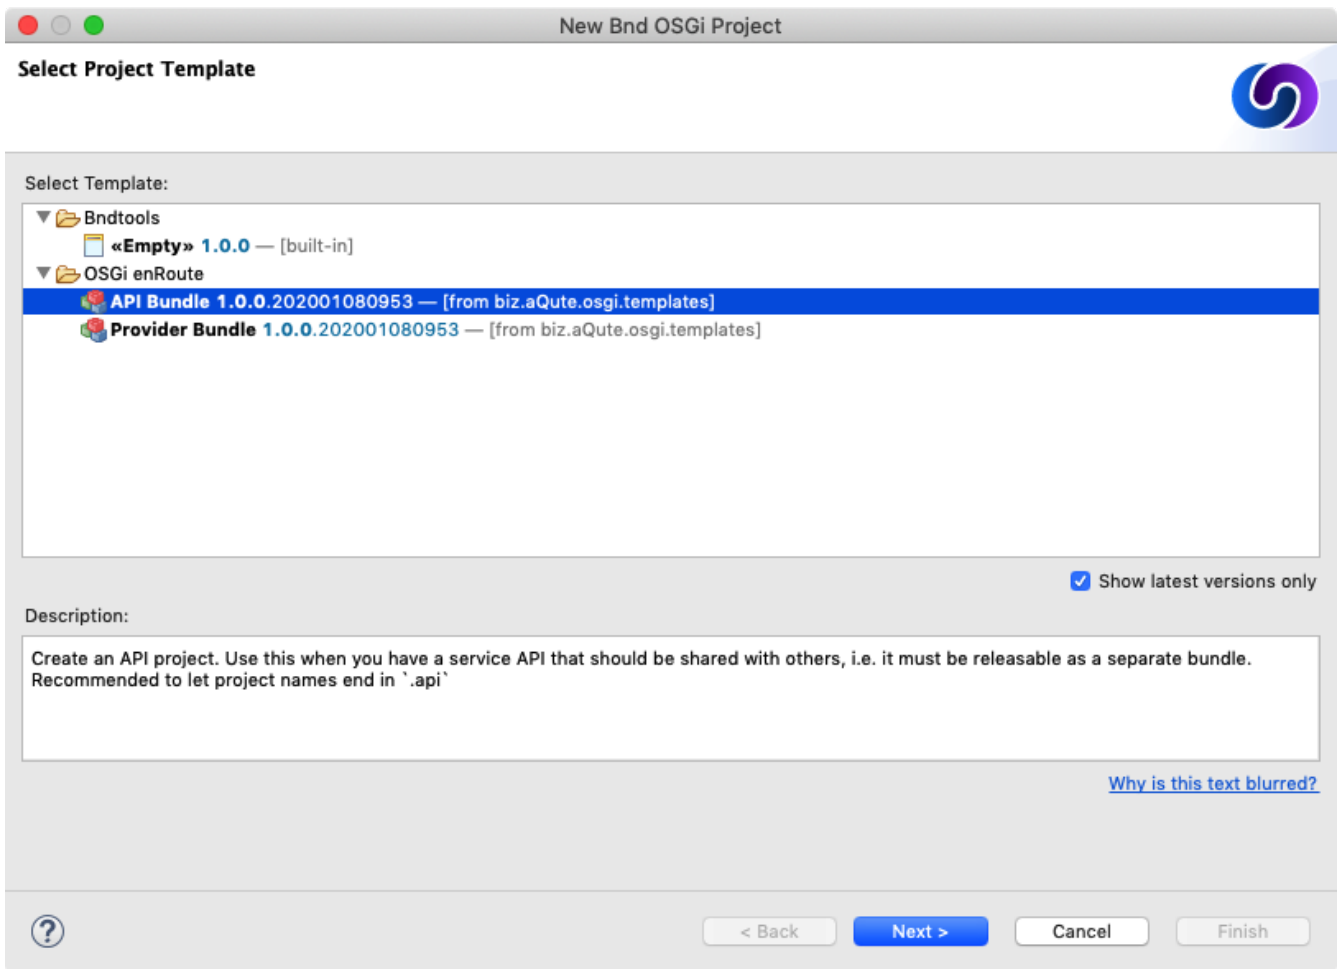 New Bnd OSGi Project
Select Project Template
Select Template:
Bndtools
«Empty» 1.0.0 — [built-in]
OSGi enRoute
API Bundle 1.0.0.202001080953 — [from biz.aQute.osgi.templates]
Provider Bundle 1.0.0.202001080953 — [from biz.aQute.osgi.templates]
Show latest versions only
Description:
Create an API project. Use this when you have a service API that should be shared with others, i.e. it must be releasable as a separate bundle.
Recommended to let project names end in `.api`
Why is this text blurred?
? < Back Next > Cancel Finish